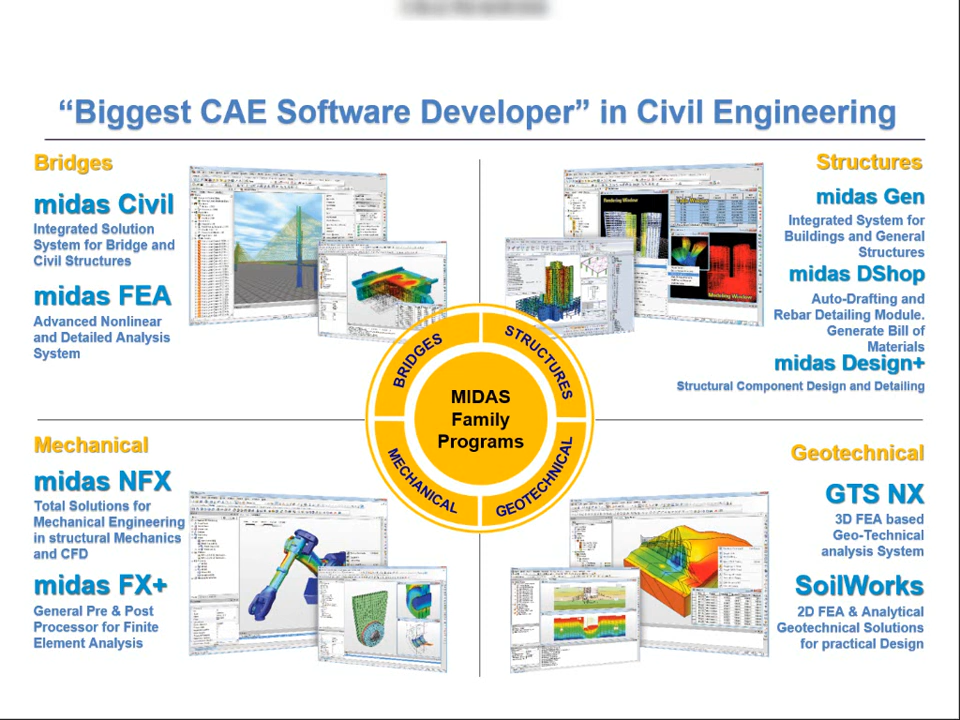 “Biggest CAE Software Developer” in Civil Engineering
Bridges
midas Civil
Integrated Solution
System for Bridge and
Civil Structures
midas FEA
Advanced Nonlinear
and Detailed Analysis
System
Structures
midas Gen
Integrated System for
Buildings and General
Structures
midas DShop
Auto-Drafting and
Rebar Detailing Module.
Generate Bill of
Materials
midas Design+
Structural Component Design and Detailing
Rendering Window
Modeling Window
BRIDGES
STRUCTURES
MECHANICAL
GEOTECHNICAL
MIDAS
Family
Programs
Mechanical
midas NFX
Total Solutions for
Mechanical Engineering
in structural Mechanics
and CFD
midas FX+
General Pre & Post
Processor for Finite
Element Analysis
Geotechnical
GTS NX
3D FEA based
Geo-Technical
analysis System
SoilWorks
2D FEA & Analytical
Geotechnical Solutions
for practical Design